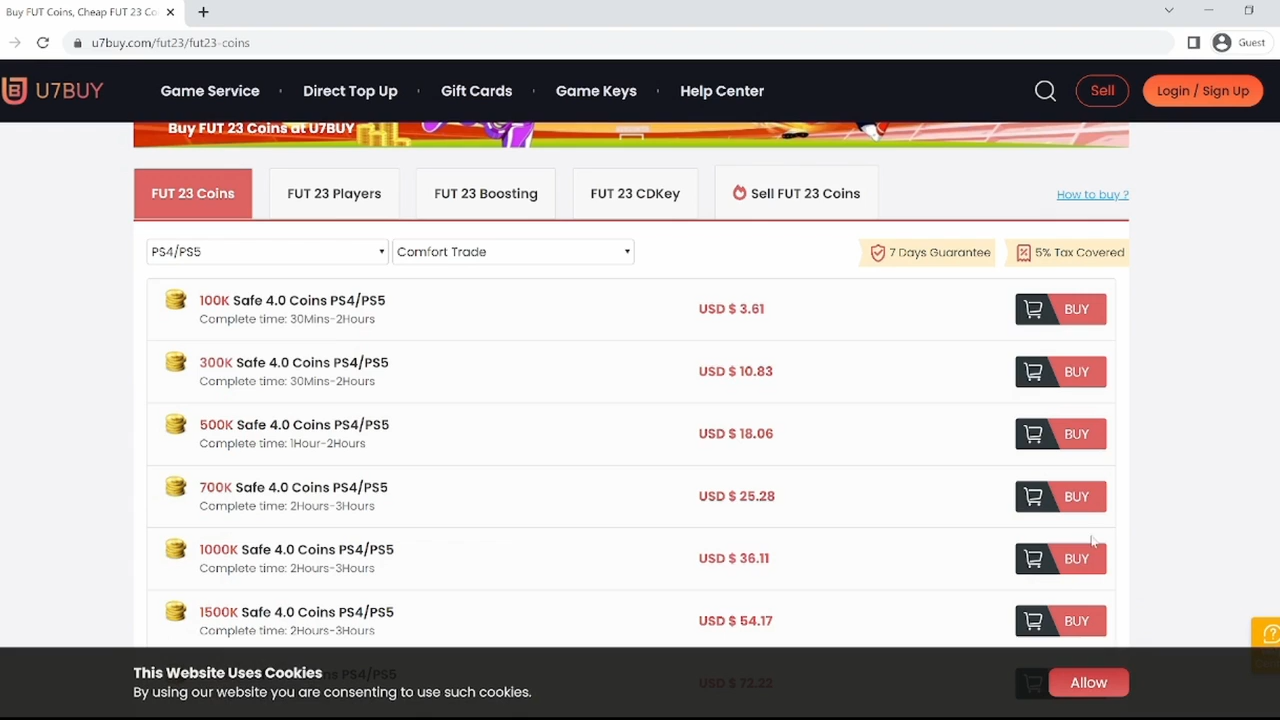 Buy FUT Coins, Cheap FUT 23 Co
u7buy.com/fut23/fut23-coins
Guest
U7BUY
Game Service
Direct Top Up
Gift Cards
Game Keys
Help Center
Sell
Login / Sign Up
Buy FUT 23 Coins at U7BUY
FUT 23 Coins
FUT 23 Players
FUT 23 Boosting
FUT 23 CDKey
Sell FUT 23 Coins
How to buy ?
PS4/PS5
Comfort Trade
7 Days Guarantee
5% Tax Covered
100K Safe 4.0 Coins PS4/PS5
Complete time: 30Mins-2Hours
USD $ 3.61
BUY
300K Safe 4.0 Coins PS4/PS5
Complete time: 30Mins-2Hours
USD $ 10.83
BUY
500K Safe 4.0 Coins PS4/PS5
Complete time: 1Hour-2Hours
USD $ 18.06
BUY
700K Safe 4.0 Coins PS4/PS5
Complete time: 2Hours-3Hours
USD $ 25.28
BUY
1000K Safe 4.0 Coins PS4/PS5
Complete time: 2Hours-3Hours
USD $ 36.11
BUY
1500K Safe 4.0 Coins PS4/PS5
Complete time: 2Hours-3Hours
USD $ 54.17
BUY
This Website Uses Cookies
By using our website you are consenting to use such cookies.
PS4/PS5
USD $ 72.22
Allow